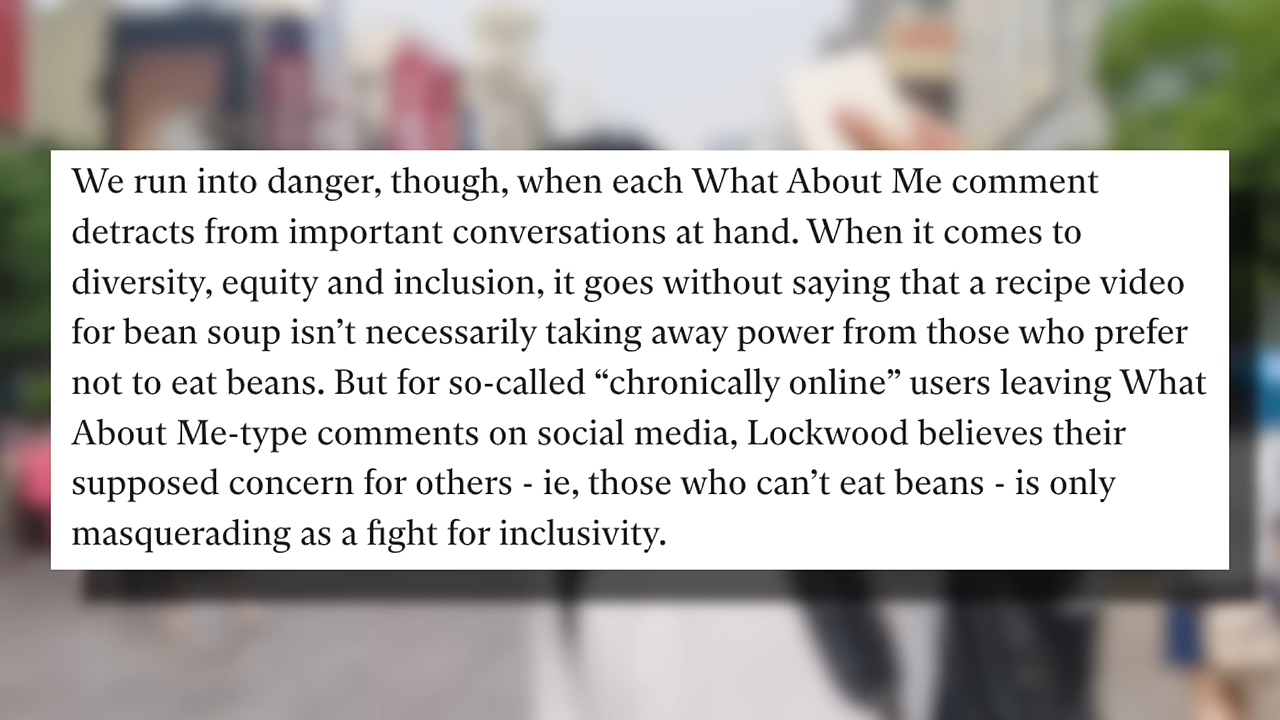 We run into danger, though, when each What About Me comment
detracts from important conversations at hand. When it comes to
diversity, equity and inclusion, it goes without saying that a recipe video
for bean soup isn’t necessarily taking away power from those who prefer
not to eat beans. But for so-called “chronically online” users leaving What
About Me-type comments on social media, Lockwood believes their
supposed concern for others - ie, those who can’t eat beans - is only
masquerading as a fight for inclusivity.